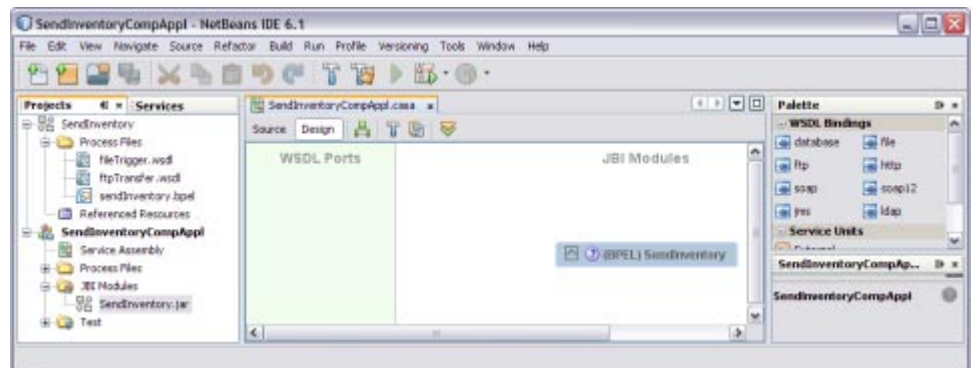 SendInventoryCompAppl - NetBeans IDE 6.1
File Edit View Navigate Source Refactor Build Run Profile Versioning Tools Window Help
Projects
Services
SendInventory
Process Files
fileTrigger.wsdl
ftpTransfer.wsdl
sendInventory.bpel
Referenced Resources
SendInventoryCompAppl
Service Assembly
Process Files
JBI Modules
SendInventory.jar
Test
SendInventoryCompAppl.casa
Source Design
WSDL Ports
JBI Modules
(BPEL) SendInventory
Palette
WSDL Bindings
database file
ftp http
soap soap12
jms ldap
Service Units
SendInventoryCompAp...
SendInventoryCompAppl